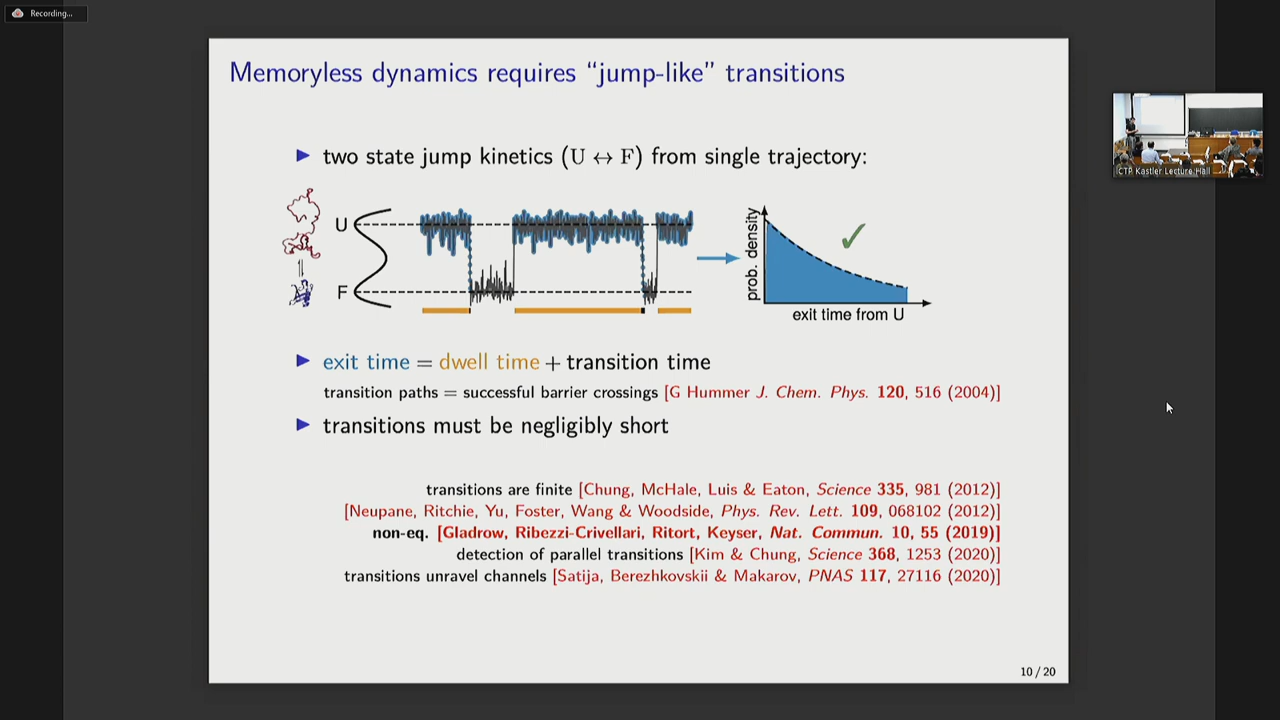 Recording...
Memoryless dynamics requires “jump-like” transitions
▶ two state jump kinetics (U ↔ F) from single trajectory:
U
F
prob. density
✓
exit time from U
▶ exit time = dwell time + transition time
transition paths = successful barrier crossings [G Hummer J. Chem. Phys. 120, 516 (2004)]
▶ transitions must be negligibly short
transitions are finite [Chung, McHale, Luis & Eaton, Science 335, 981 (2012)]
[Neupane, Ritchie, Yu, Foster, Wang & Woodside, Phys. Rev. Lett. 109, 068102 (2012)]
non-eq. [Gladrow, Ribezzi-Crivellari, Ritort, Keyser, Nat. Commun. 10, 55 (2019)]
detection of parallel transitions [Kim & Chung, Science 368, 1253 (2020)]
transitions unravel channels [Satija, Berezhkovskii & Makarov, PNAS 117, 27116 (2020)]
10 / 20
ICTP Kastler Lecture Hall